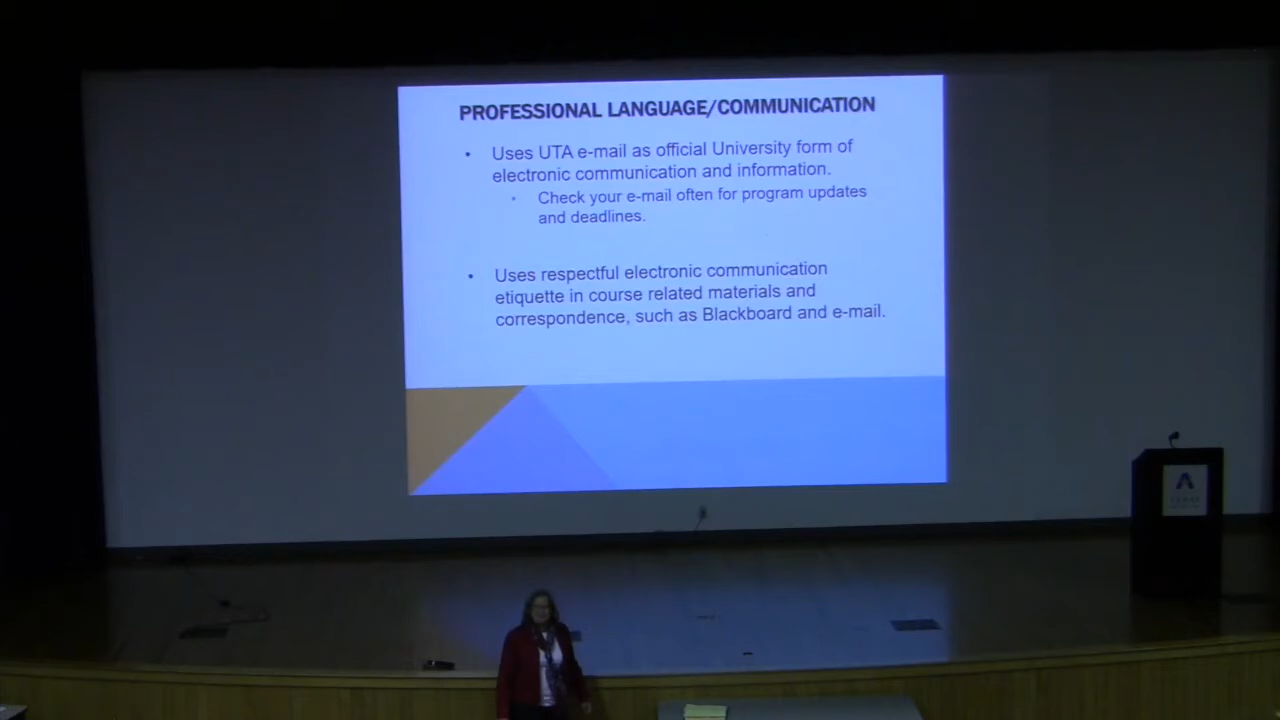 PROFESSIONAL LANGUAGE/COMMUNICATION
• Uses UTA e-mail as official University form of
electronic communication and information.
• Check your e-mail often for program updates
and deadlines.
• Uses respectful electronic communication
etiquette in course related materials and
correspondence, such as Blackboard and e-mail.